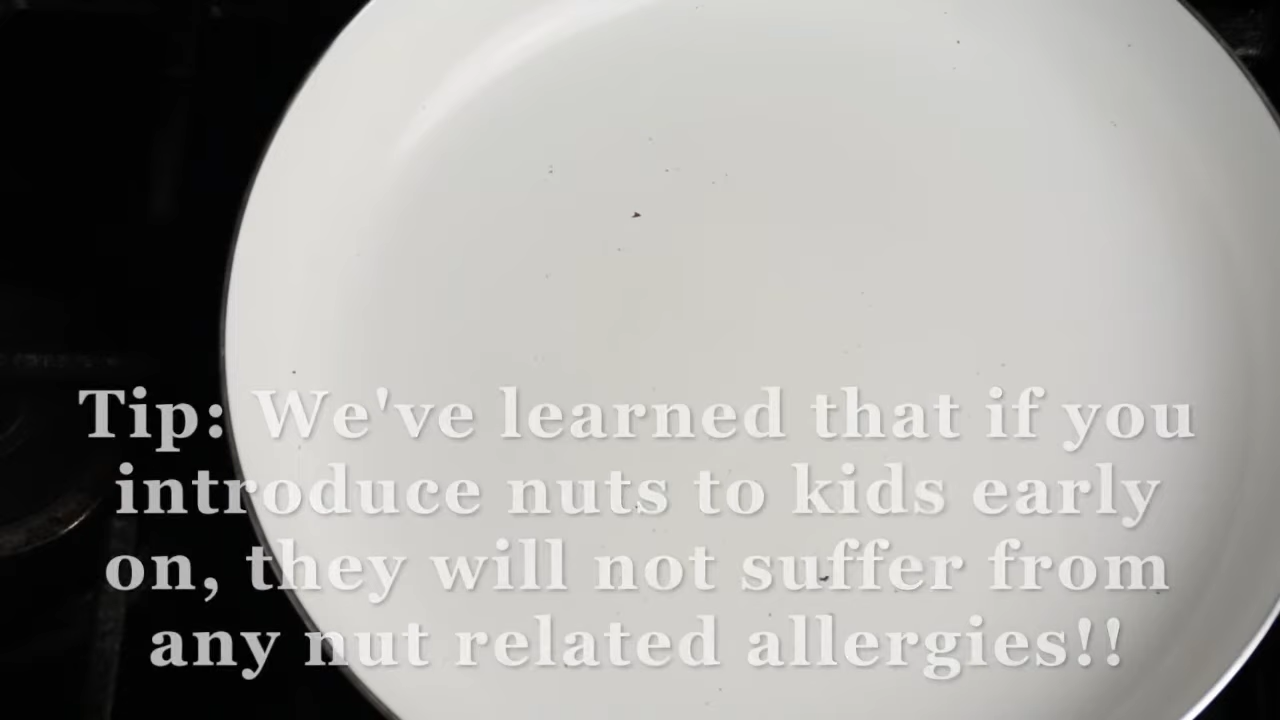 Tip: We've learned that if you
introduce nuts to kids early
on, they will not suffer from
any nut related allergies!!